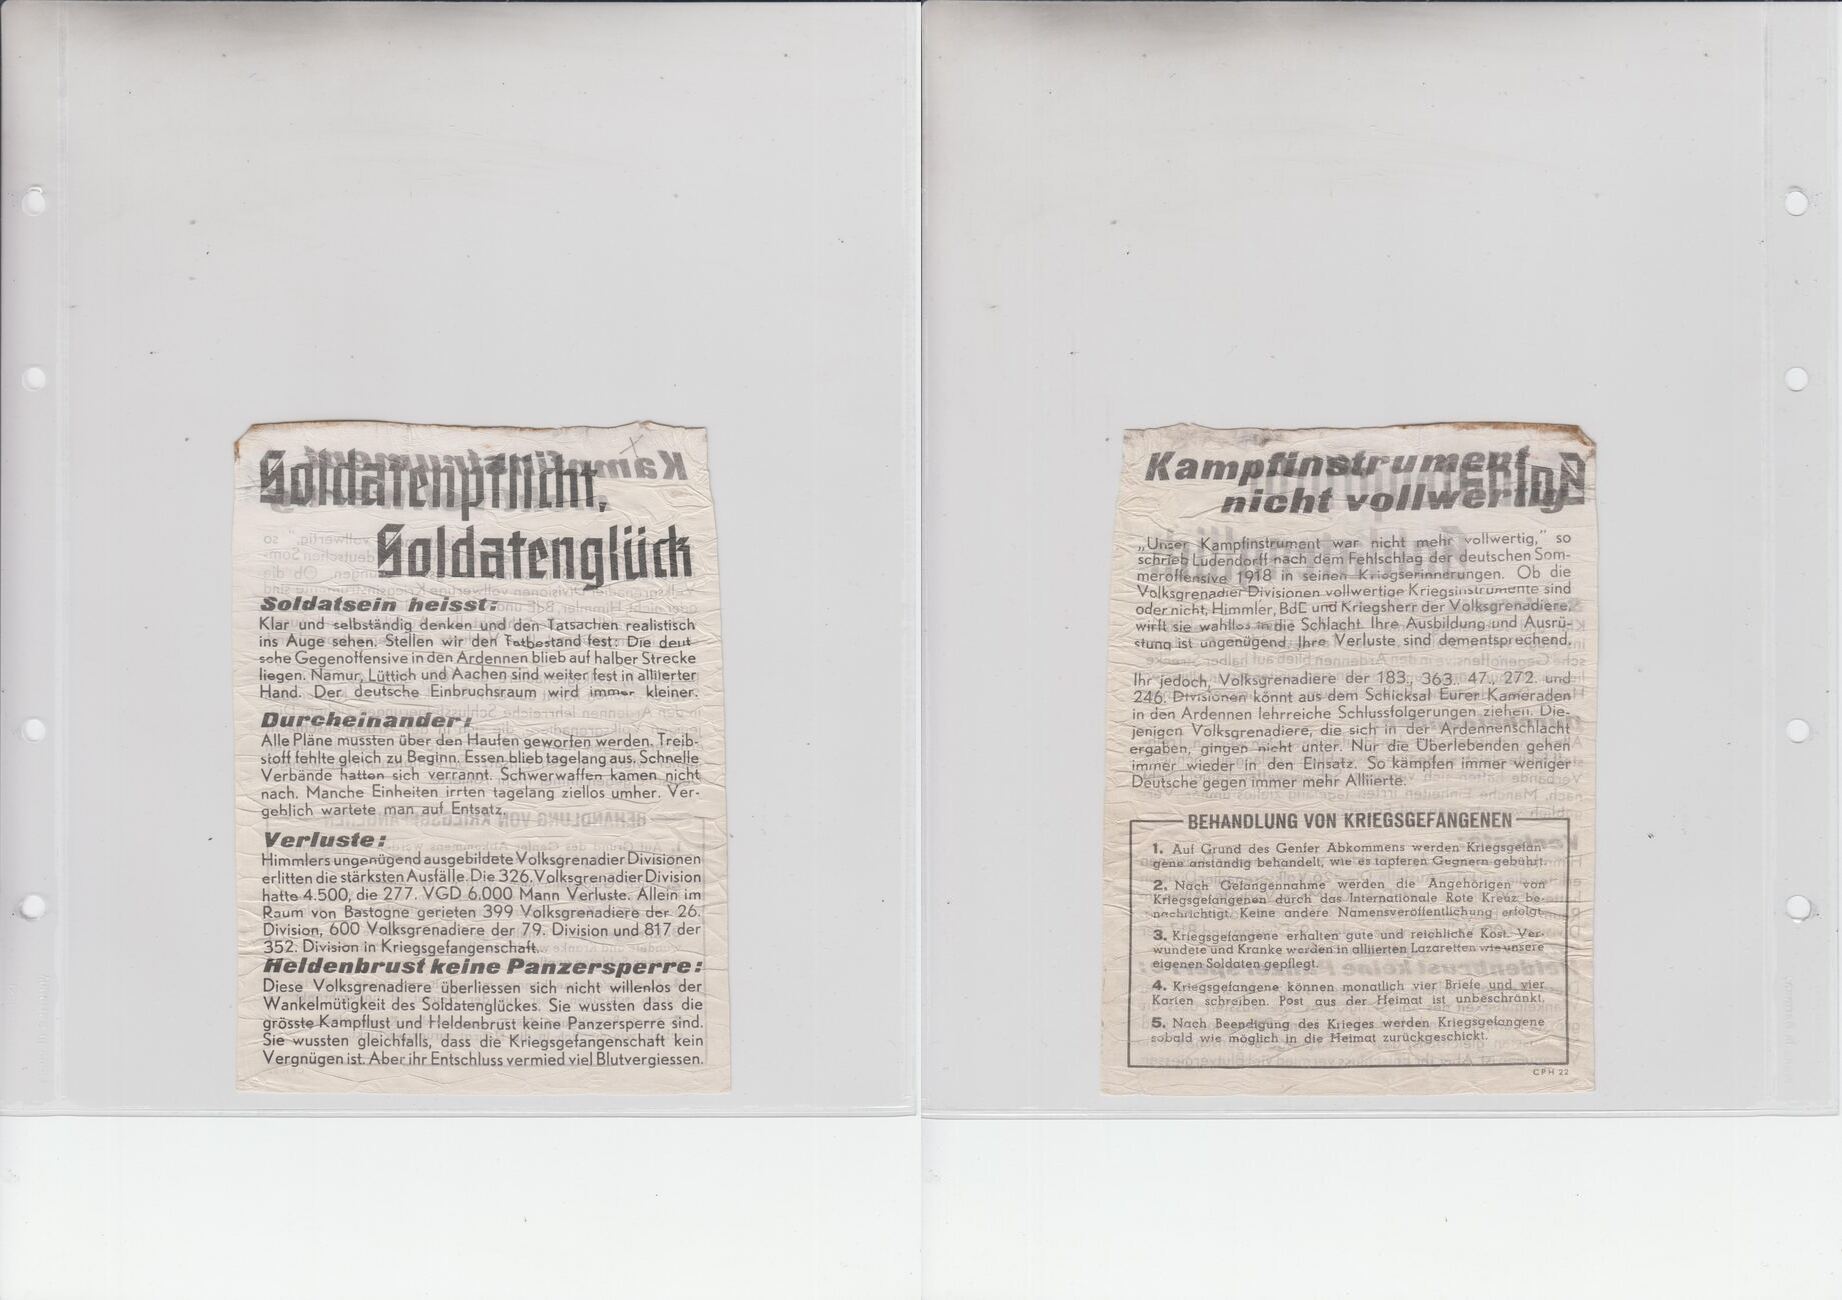 Soldatenpflicht,
Soldatenglück
Soldatsein heisst:
Klar und selbständig denken und den Tatsachen realistisch
ins Auge sehen. Stellen wir den Tatbestand fest: Die deut
sche Gegenoffensive in den Ardennen blieb auf halber Strecke
liegen. Namur, Lüttich und Aachen sind weiter fest in alliierter
Hand. Der deutsche Einbruchsraum wird immer kleiner.
Durcheinander:
Alle Pläne mussten über den Haufen geworfen werden. Treib-
stoff fehlte gleich zu Beginn. Essen blieb tagelang aus. Schnelle
Verbände hatten sich verrannt. Schwerwaffen kamen nicht
nach. Manche Einheiten irrten tagelang ziellos umher. Ver-
geblich wartete man auf Entsatz.
Verluste:
Himmlers ungenügend ausgebildete Volksgrenadier Divisionen
erlitten die stärksten Ausfälle. Die 326. Volksgrenadier Division
hatte 4.500, die 277. VGD 6.000 Mann Verluste. Allein im
Raum von Bastogne gerieten 399 Volksgrenadiere der 26.
Division, 600 Volksgrenadiere der 79. Division und 817 der
352. Division in Kriegsgefangenschaft.
Heldenbrust keine Panzersperre:
Diese Volksgrenadiere überliessen sich nicht willenlos der
Wankelmütigkeit des Soldatenglückes. Sie wussten dass die
grösste Kampflust und Heldenbrust keine Panzersperre sind.
Sie wussten gleichfalls, dass die Kriegsgefangenschaft kein
Vergnügen ist. Aber ihr Entschluss vermied viel Blutvergiessen.
Kampfinstrument
nicht vollwertig
„Unser Kampfinstrument war nicht mehr vollwertig,” so
schrieb Ludendorff nach dem Fehlschlag der deutschen Som-
meroffensive 1918 in seinen Kriegserinnerungen. Ob die
Volksgrenadier Divisionen vollwertige Kriegsinstrumente sind
oder nicht, Himmler, BdE und Kriegsherr der Volksgrenadiere,
wirft sie wahllos in die Schlacht. Ihre Ausbildung und Ausrü-
stung ist ungenügend. Ihre Verluste sind dementsprechend.
Ihr jedoch, Volksgrenadiere der 183., 363., 47., 272. und
246. Divisionen könnt aus dem Schicksal Eurer Kameraden
in den Ardennen lehrreiche Schlussfolgerungen ziehen. Die-
jenigen Volksgrenadiere, die sich in der Ardennenschlacht
ergaben, gingen nicht unter. Nur die Überlebenden gehen
immer wieder in den Einsatz. So kämpfen immer weniger
Deutsche gegen immer mehr Alliierte.
BEHANDLUNG VON KRIEGSGEFANGENEN
1. Auf Grund des Genfer Abkommens werden Kriegsgefan-
gene anständig behandelt, wie es tapferen Gegnern gebührt.
2. Nach Gefangennahme werden die Angehörigen von
Kriegsgefangenen durch das Internationale Rote Kreuz be-
nachrichtigt. Keine andere Namensveröffentlichung erfolgt.
3. Kriegsgefangene erhalten gute und reichliche Kost. Ver-
wundete und Kranke werden in alliierten Lazaretten wie unsere
eigenen Soldaten gepflegt.
4. Kriegsgefangene können monatlich vier Briefe und vier
Karten schreiben. Post aus der Heimat ist unbeschränkt.
5. Nach Beendigung des Krieges werden Kriegsgefangene
sobald wie möglich in die Heimat zurückgeschickt.
CPH 22